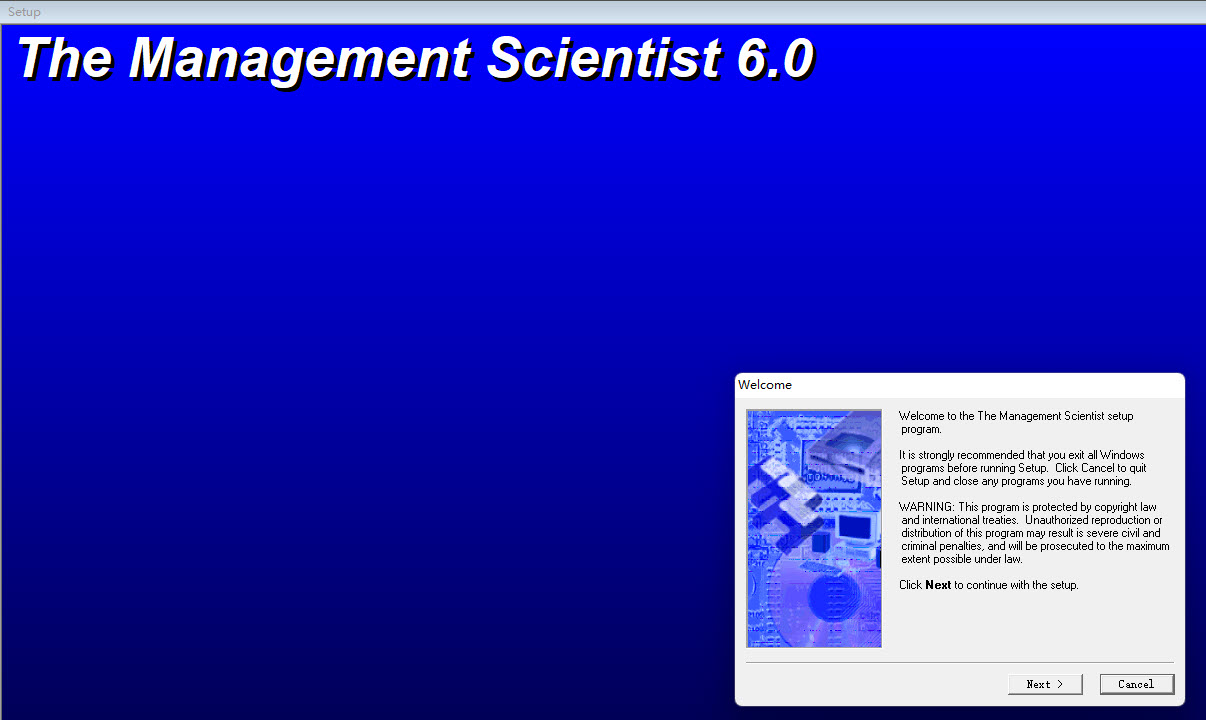 Setup
The Management Scientist 6.0
Welcome
Welcome to the The Management Scientist setup
program.
It is strongly recommended that you exit all Windows
programs before running Setup. Click Cancel to quit
Setup and close any programs you have running.
WARNING: This program is protected by copyright law
and international treaties. Unauthorized reproduction or
distribution of this program may result is severe civil and
criminal penalties, and will be prosecuted to the maximum
extent possible under law.
Click Next to continue with the setup.
Next >
Cancel